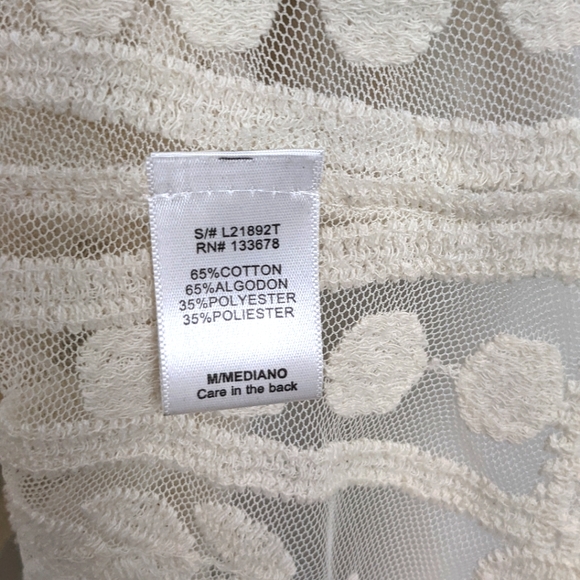 S/# L21892T
RN# 133678
65%COTTON
65%ALGODON
35%POLYESTER
35%POLIESTER
M/MEDIANO
Care in the back